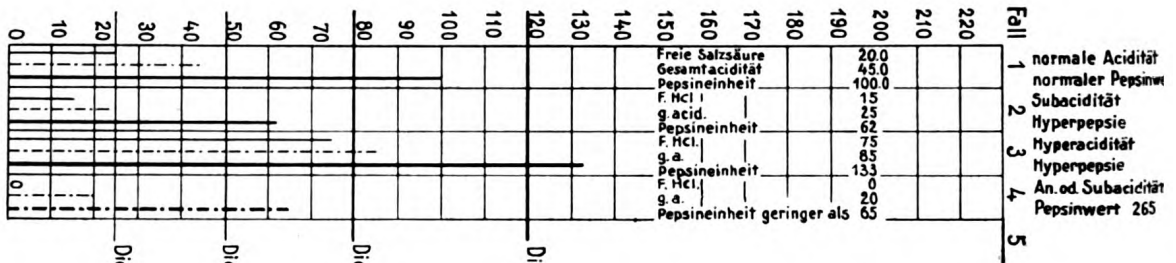 0 10 20 30 40 50 60 70 80 90 100 110 120 130 140 150 160 170 180 190 200 210 220 Fall
Freie Salzsäure 20.0
Gesamtacidität 45.0
Pepsineinheit 100.0
1 normale Acidität
normaler Pepsinwe
F. Hcl 15
g. acid. 25
Pepsineinheit 62
2 Subacidität
Hyperpepsie
F. Hcl. 75
g. a. 85
Pepsineinheit 133
3 Hyperacidität
Hyperpepsie
0
F. Hcl. 0
g. a. 20
Pepsineinheit geringer als 65
4 An. od. Subacidität
Pepsinwert 265
5
Dic
Dic
Dic
Di